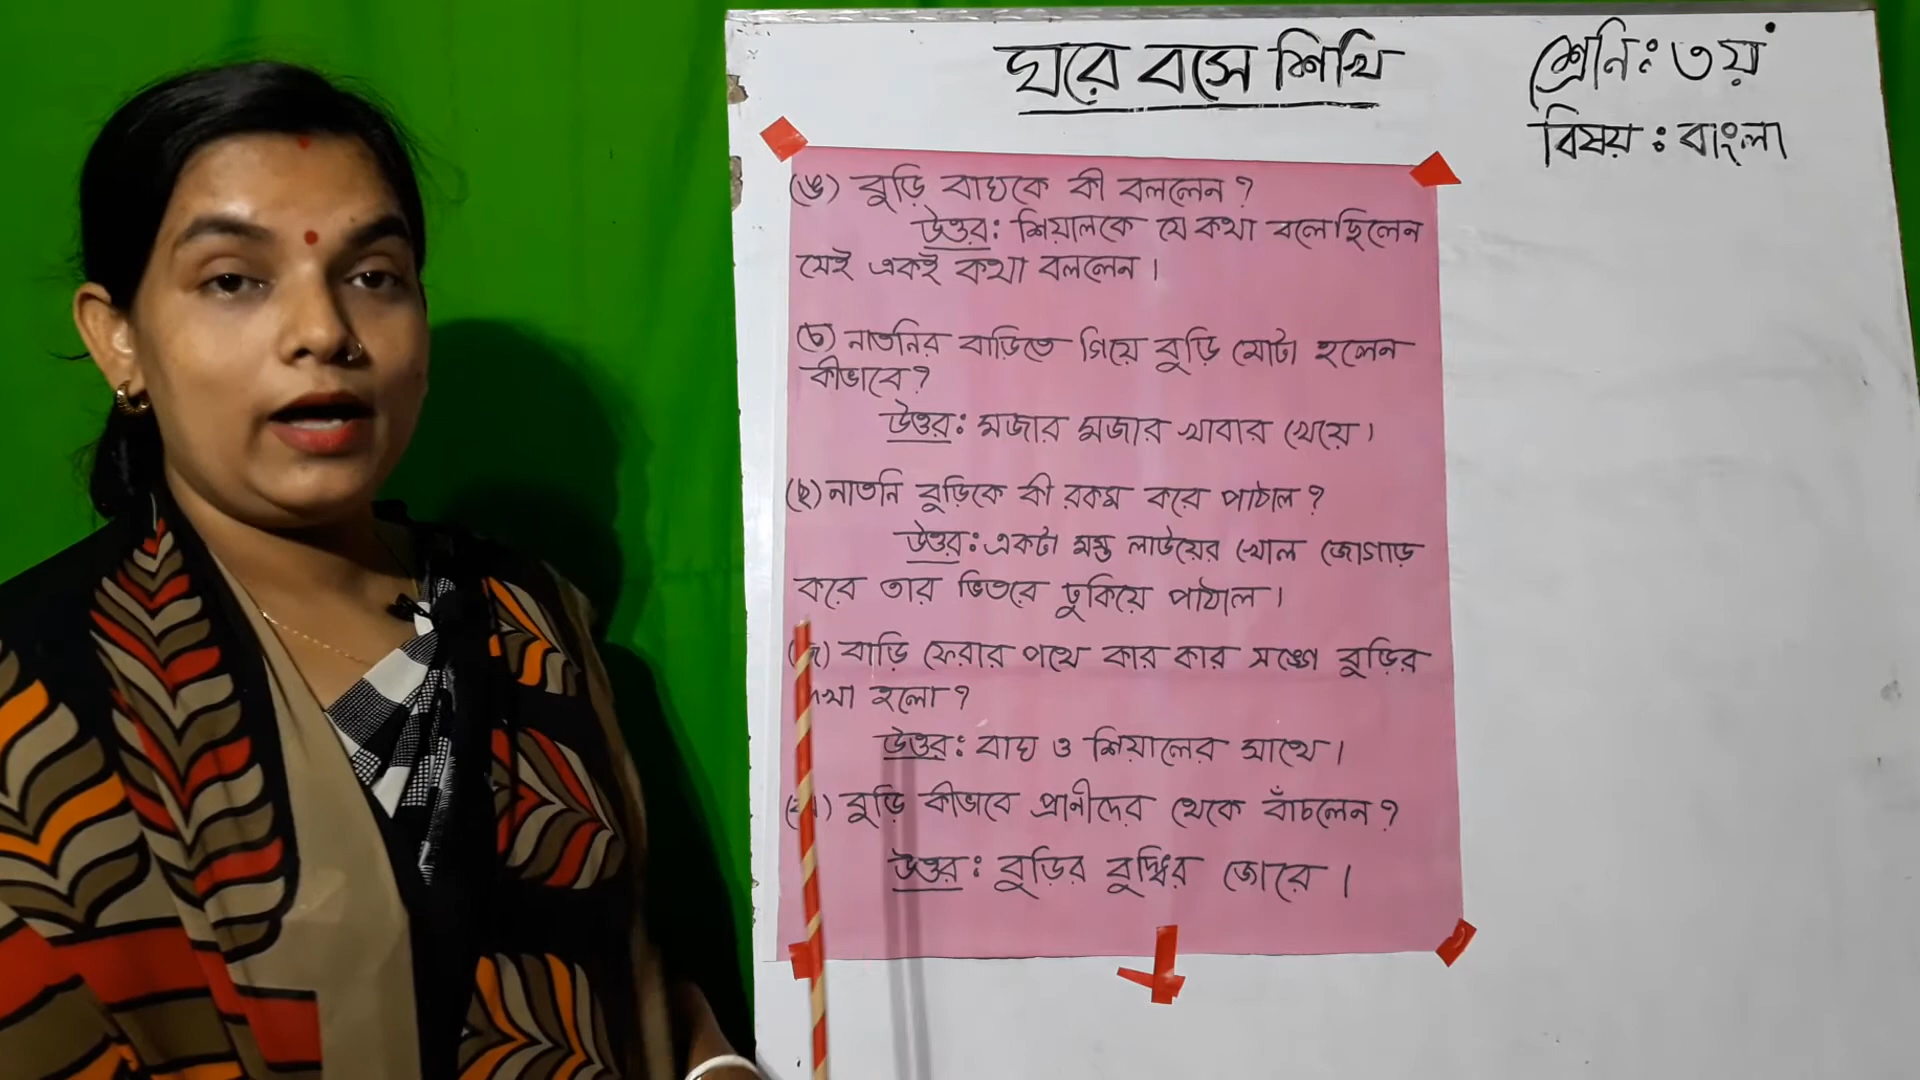 ঘরে বসে শিখি
শ্রেনি: ৩য়
বিষয়: বাংলা
(ঙ) বুড়ি বাঘকে কী বললেন?
উত্তর: শিয়ালকে যে কথা বলেছিলেন
সেই একই কথা বললেন।
(চ) নাতনির বাড়িতে গিয়ে বুড়ি মোটা হলেন
কীভাবে?
উত্তর: মজার মজার খাবার খেয়ে।
(ছ) নাতনি বুড়িকে কী রকম করে পাঠাল?
উত্তর: একটা মস্ত লাউয়ের খোল জোগাড়
করে তার ভিতরে ঢুকিয়ে পাঠাল।
(জ) বাড়ি ফেরার পথে কার কার সঙ্গে বুড়ির
দেখা হলো?
উত্তর: বাঘ ও শিয়ালের সাথে।
(ঝ) বুড়ি কীভাবে প্রানীদের থেকে বাঁচলেন?
উত্তর: বুড়ির বুদ্ধির জোরে।